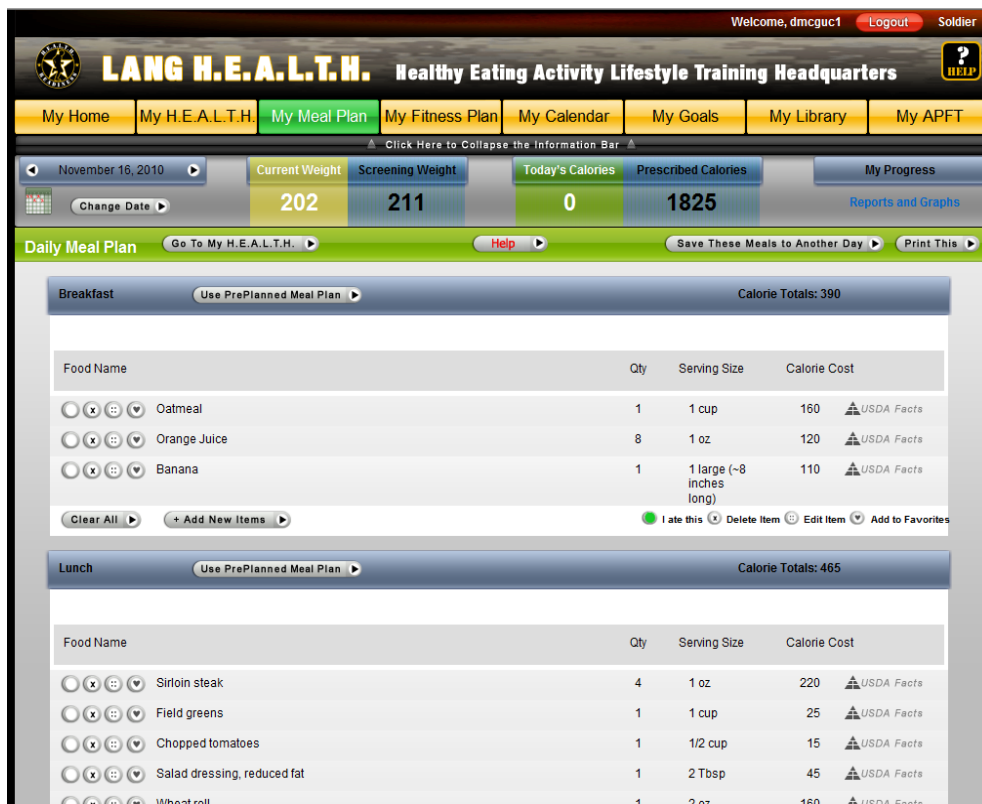 Welcome, dmcguc1 Logout Soldier
LANG H.E.A.L.T.H. Healthy Eating Activity Lifestyle Training Headquarters ? HELP
My Home My H.E.A.L.T.H. My Meal Plan My Fitness Plan My Calendar My Goals My Library My APFT
Click Here to Collapse the Information Bar
November 16, 2010 Current Weight Screening Weight Today's Calories Prescribed Calories My Progress
Change Date 202 211 0 1825 Reports and Graphs
Daily Meal Plan Go To My H.E.A.L.T.H. Help Save These Meals to Another Day Print This
Breakfast Use PrePlanned Meal Plan Calorie Totals: 390
Food Name Qty Serving Size Calorie Cost
Oatmeal 1 1 cup 160 USDA Facts
Orange Juice 8 1 oz 120 USDA Facts
Banana 1 1 large (~8 110 USDA Facts
inches
long)
Clear All + Add New Items I ate this x Delete Item Edit Item Add to Favorites
Lunch Use PrePlanned Meal Plan Calorie Totals: 465
Food Name Qty Serving Size Calorie Cost
Sirloin steak 4 1 oz 220 USDA Facts
Field greens 1 1 cup 25 USDA Facts
Chopped tomatoes 1 1/2 cup 15 USDA Facts
Salad dressing, reduced fat 1 2 Tbsp 45 USDA Facts
Wheat roll 1 2 oz 160 USDA Facts